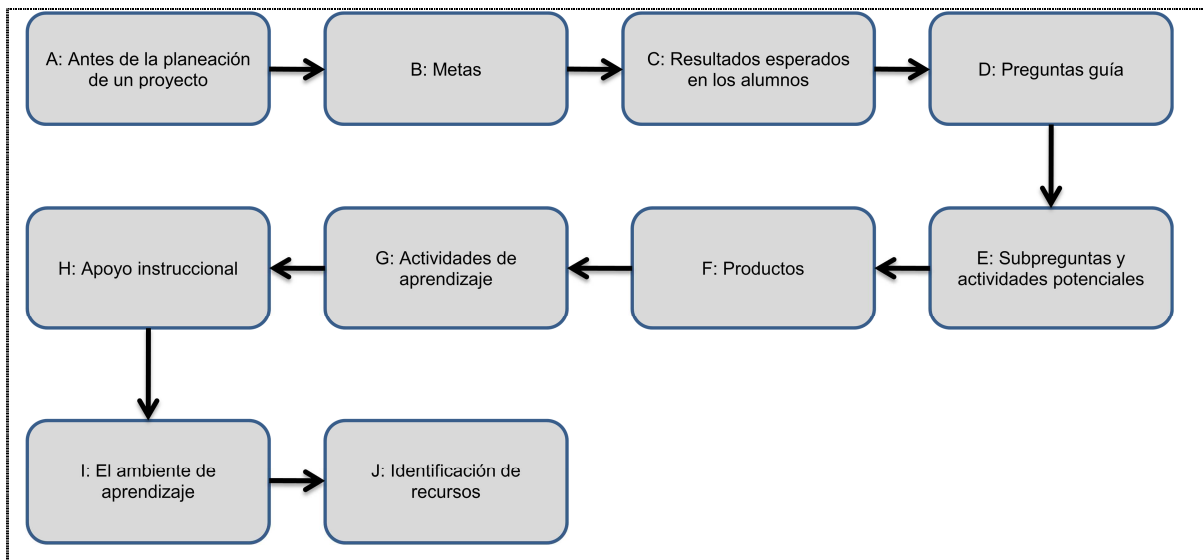 A: Antes de la planeación
de un proyecto
B: Metas
C: Resultados esperados
en los alumnos
D: Preguntas guía
E: Subpreguntas y
actividades potenciales
F: Productos
G: Actividades de
aprendizaje
H: Apoyo instruccional
I: El ambiente de
aprendizaje
J: Identificación de
recursos